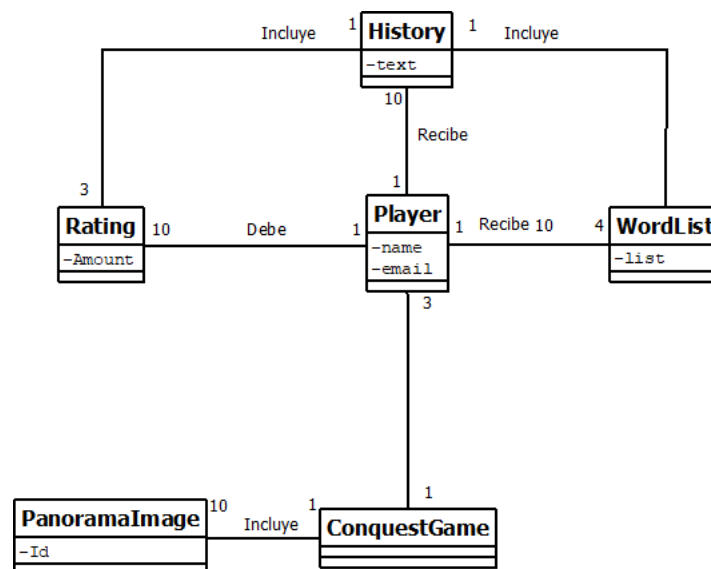 Incluye 1 History 1 Incluye
-text
10
Recibe
3 1
Rating 10 Debe 1 Player 1 Recibe 10 4 WordList
-Amount -name -list
-email
3
10 1 1
PanoramaImage Incluye ConquestGame
-Id